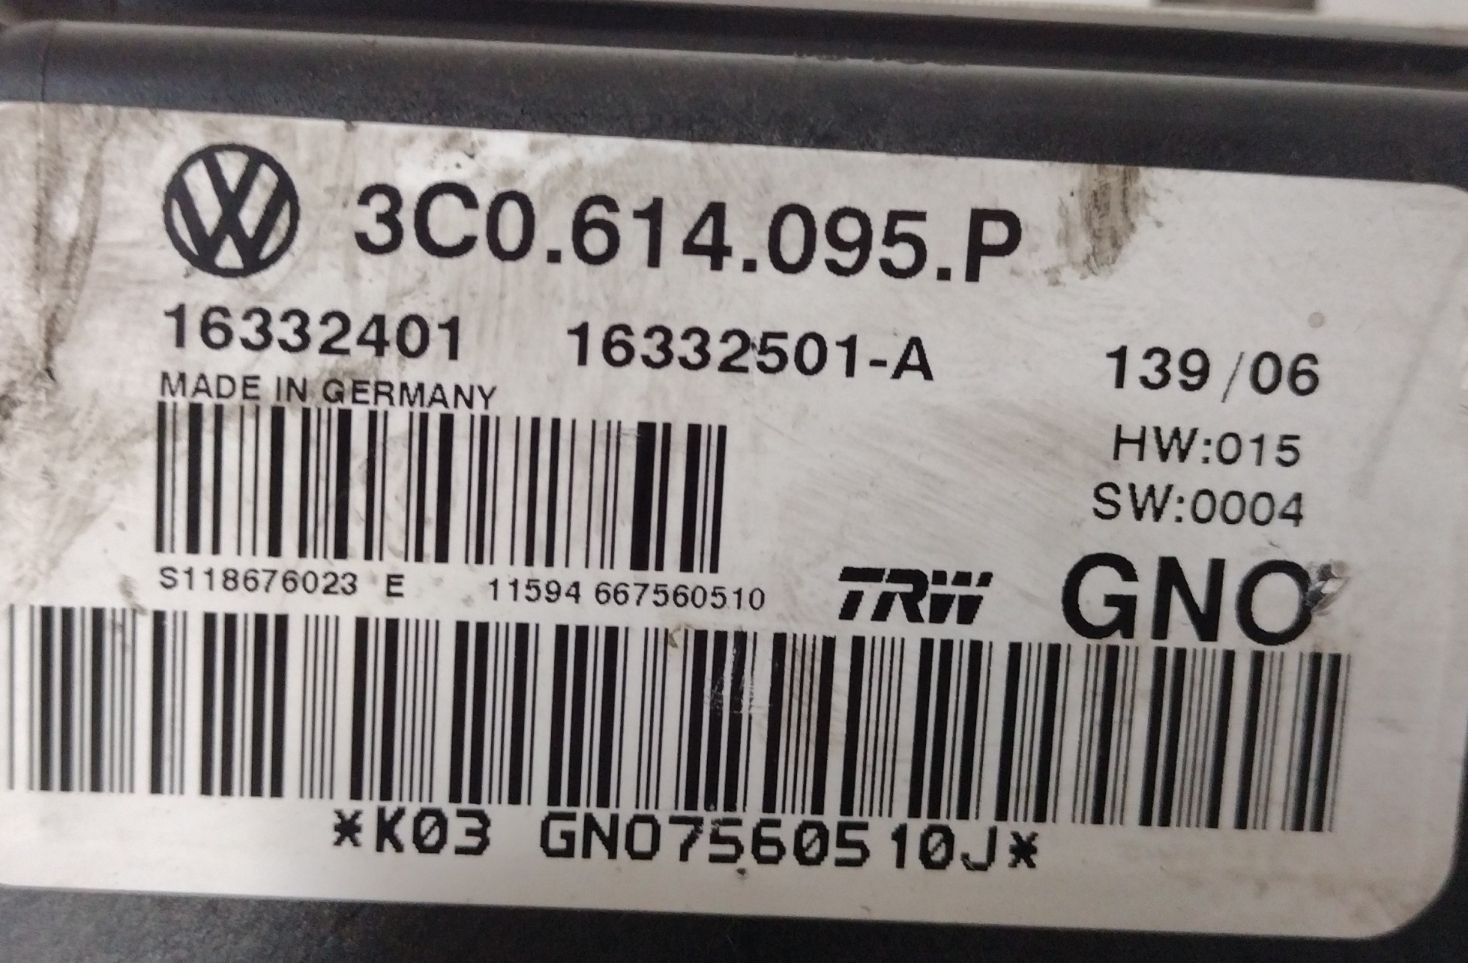 3C0.614.095.P
16332401 16332501-A 139/06
MADE IN GERMANY
HW:015
SW:0004
S118676023 E 11594 667560510 TRW GNO
*K03 GNO7560510J*